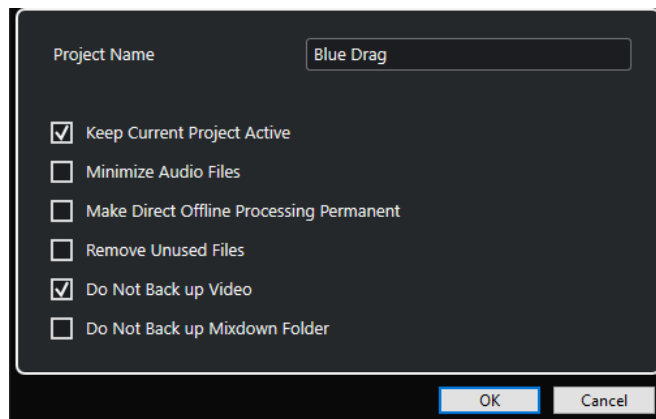 Project Name
Blue Drag
Keep Current Project Active
Minimize Audio Files
Make Direct Offline Processing Permanent
Remove Unused Files
Do Not Back up Video
Do Not Back up Mixdown Folder
OK
Cancel